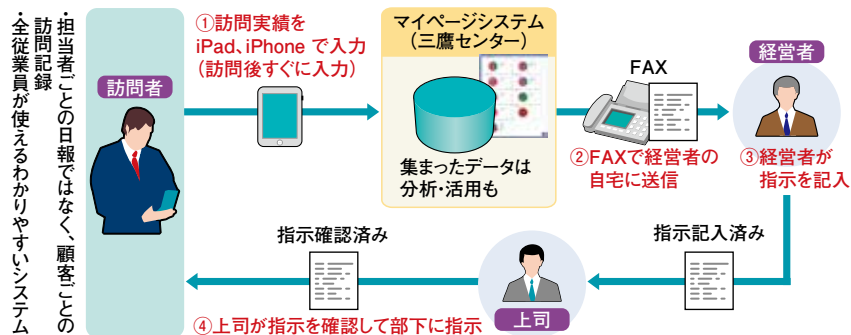 ・担当者ごとの日報ではなく、顧客ごとの
訪問記録
・全従業員が使えるわかりやすいシステム
訪問者
①訪問実績を
iPad、iPhone で入力
(訪問後すぐに入力)
マイページシステム
(三鷹センター)
集まったデータは
分析・活用も
FAX
②FAXで経営者の
自宅に送信
経営者
③経営者が
指示を記入
指示記入済み
上司
指示確認済み
④上司が指示を確認して部下に指示